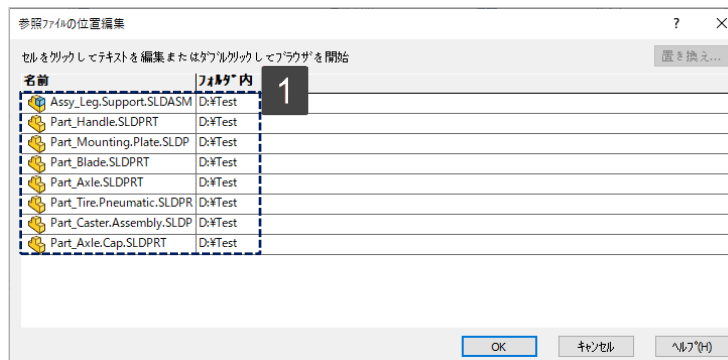 参照ファイルの位置編集 ? ×
セルをクリックしてテキストを編集またはダブルクリックしてブラウザを開始 置き換え...
名前 フォルダ内
1
Assy_Leg.Support.SLDASM D:¥Test
Part_Handle.SLDPRT D:¥Test
Part_Mounting.Plate.SLDP D:¥Test
Part_Blade.SLDPRT D:¥Test
Part_Axle.SLDPRT D:¥Test
Part_Tire.Pneumatic.SLDPR D:¥Test
Part_Caster.Assembly.SLDP D:¥Test
Part_Axle.Cap.SLDPRT D:¥Test
OK キャンセル ヘルプ(H)